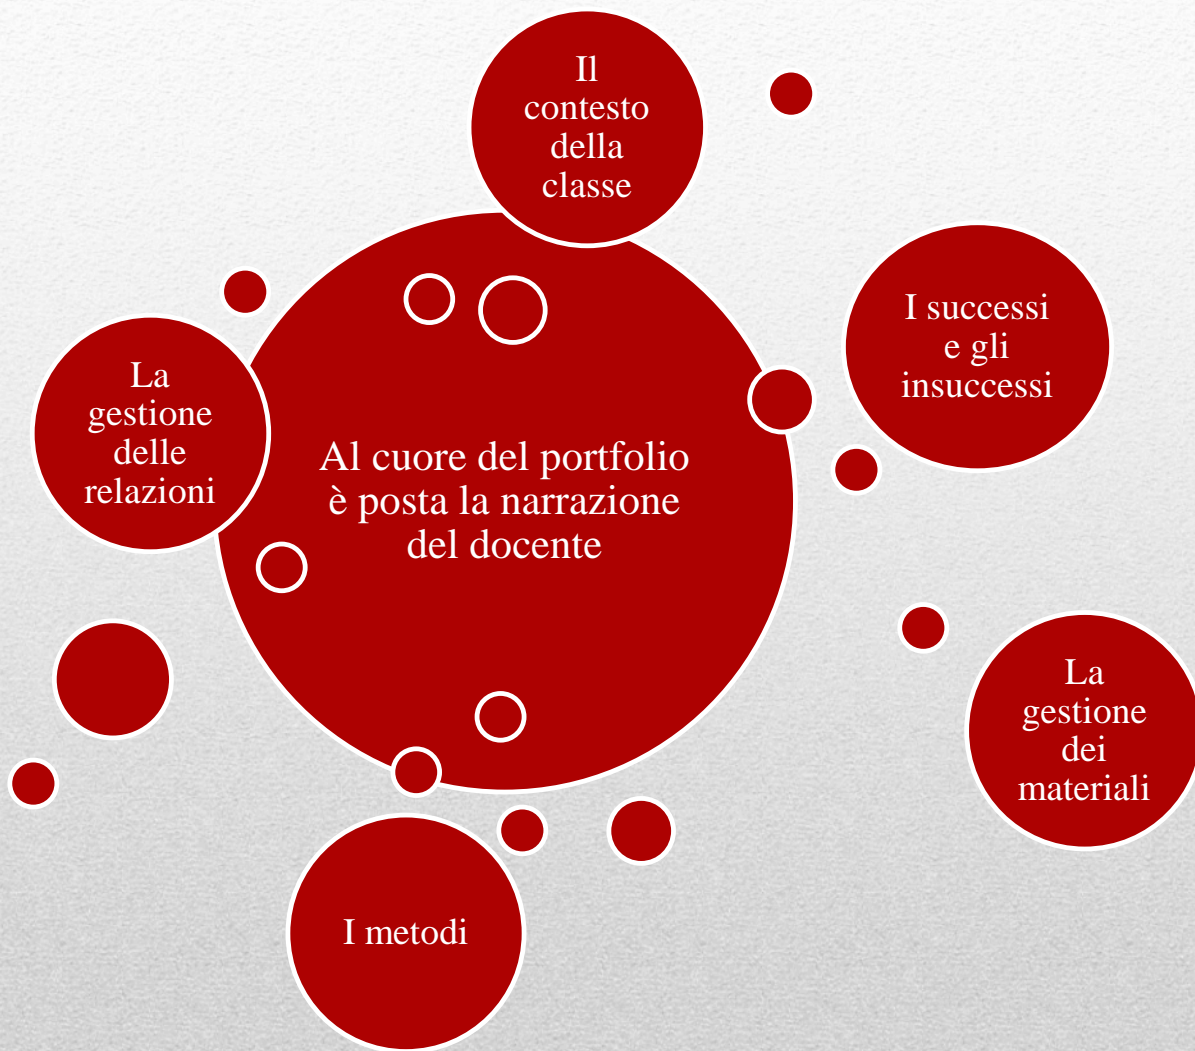 Il
contesto
della
classe
I successi
e gli
insuccessi
La
gestione
delle
relazioni
Al cuore del portfolio
è posta la narrazione
del docente
La
gestione
dei
materiali
I metodi